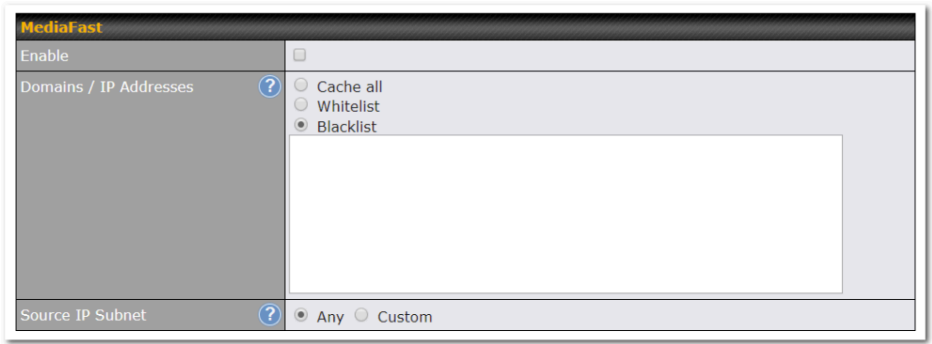 MediaFast
Enable
Domains / IP Addresses ?
Cache all
Whitelist
Blacklist
Source IP Subnet ? Any Custom